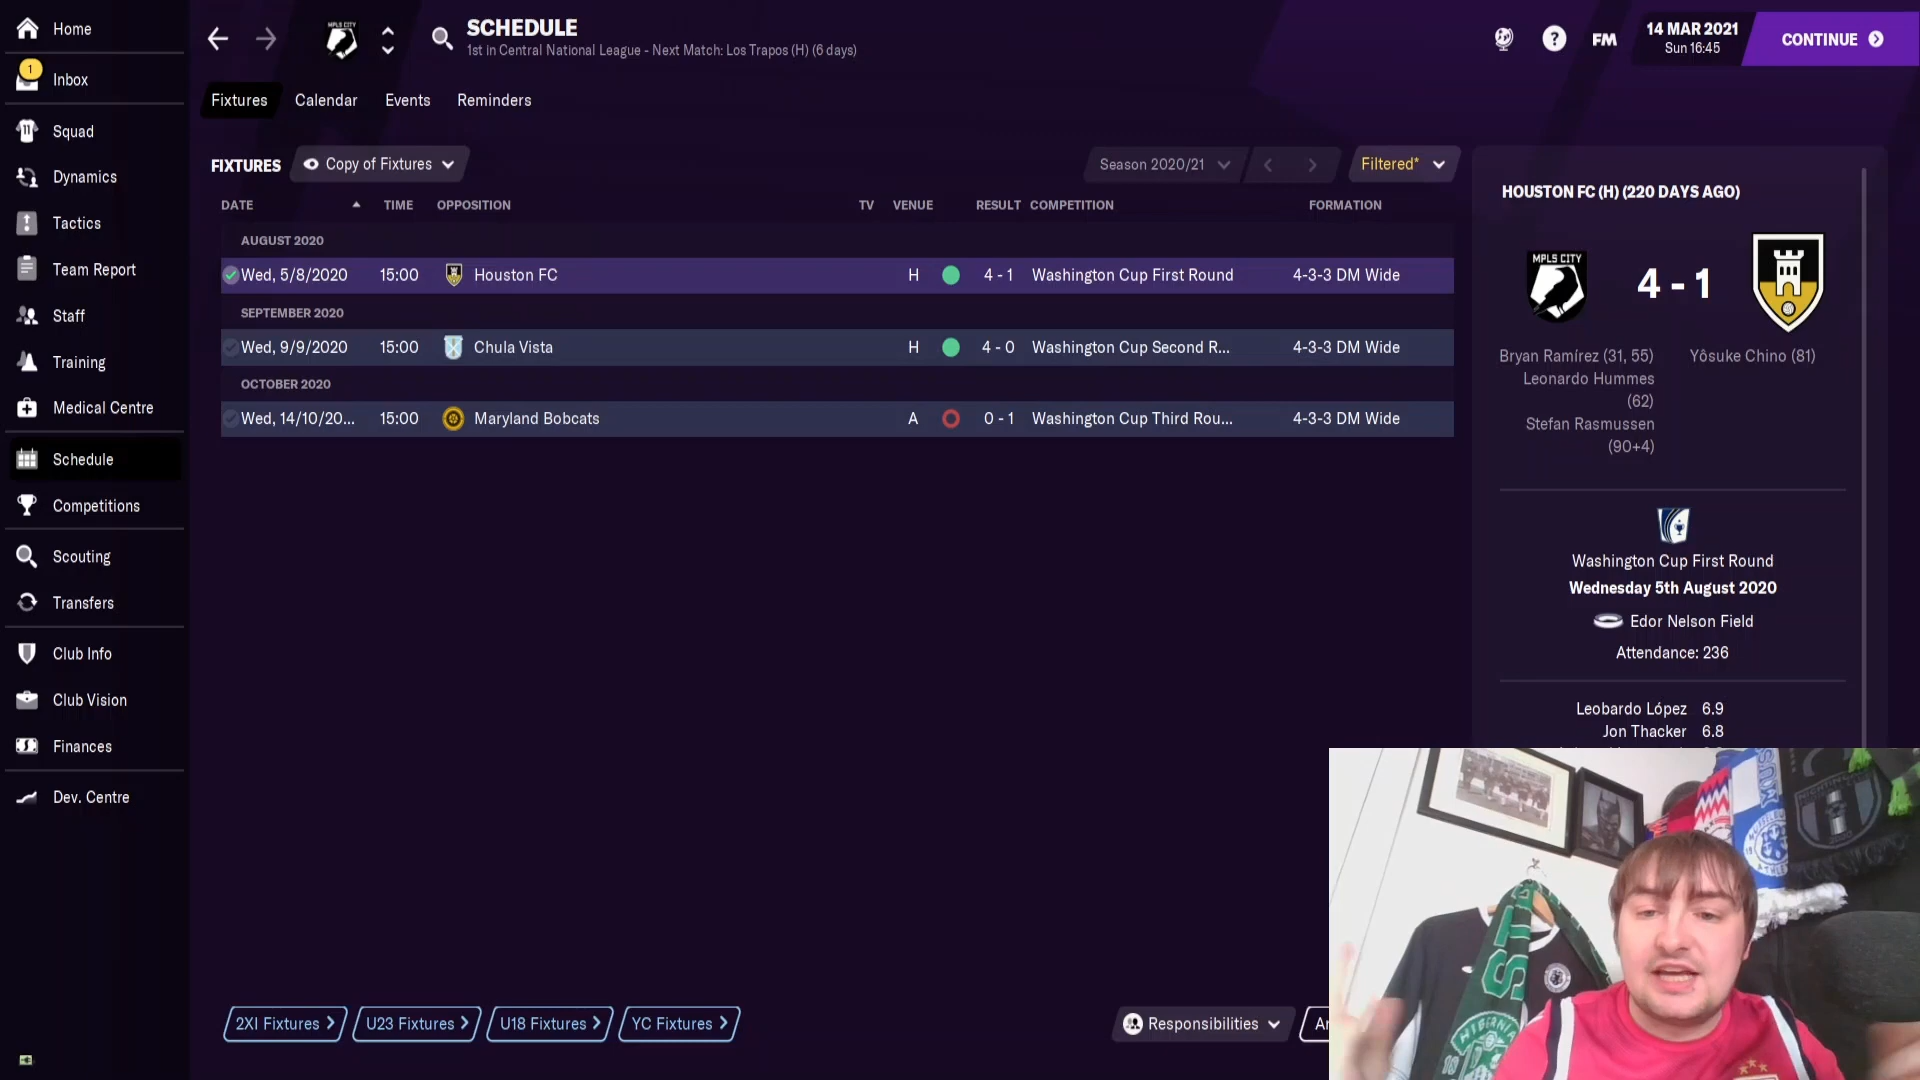 Home
Inbox
1
Squad
Dynamics
Tactics
Team Report
Staff
Training
Medical Centre
Schedule
Competitions
Scouting
Transfers
Club Info
Club Vision
Finances
Dev. Centre
MPLS CITY
SCHEDULE
1st in Central National League - Next Match: Los Trapos (H) (6 days)
FM
14 MAR 2021
Sun 16:45
CONTINUE
Fixtures Calendar Events Reminders
FIXTURES Copy of Fixtures Season 2020/21 Filtered*
DATE TIME OPPOSITION TV VENUE RESULT COMPETITION FORMATION
AUGUST 2020
Wed, 5/8/2020 15:00 Houston FC H 4 - 1 Washington Cup First Round 4-3-3 DM Wide
SEPTEMBER 2020
Wed, 9/9/2020 15:00 Chula Vista H 4 - 0 Washington Cup Second R... 4-3-3 DM Wide
OCTOBER 2020
Wed, 14/10/20... 15:00 Maryland Bobcats A 0 - 1 Washington Cup Third Rou... 4-3-3 DM Wide
HOUSTON FC (H) (220 DAYS AGO)
MPLS CITY
4 - 1
Bryan Ramírez (31, 55) Yôsuke Chino (81)
Leonardo Hummes
(62)
Stefan Rasmussen
(90+4)
Washington Cup First Round
Wednesday 5th August 2020
Edor Nelson Field
Attendance: 236
Leobardo López 6.9
Jon Thacker 6.8
2XI Fixtures U23 Fixtures U18 Fixtures YC Fixtures
Responsibilities